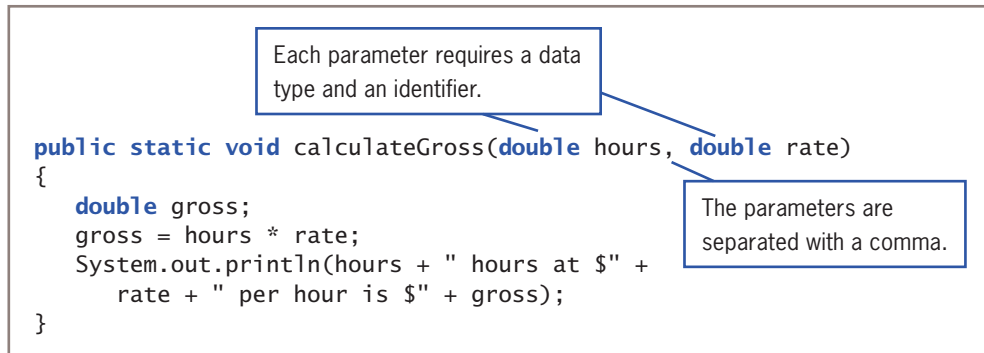 Each parameter requires a data
type and an identifier.
public static void calculateGross(double hours, double rate)
{
double gross;
The parameters are
separated with a comma.
gross = hours * rate;
System.out.println(hours + " hours at $" +
rate + " per hour is $" + gross);
}